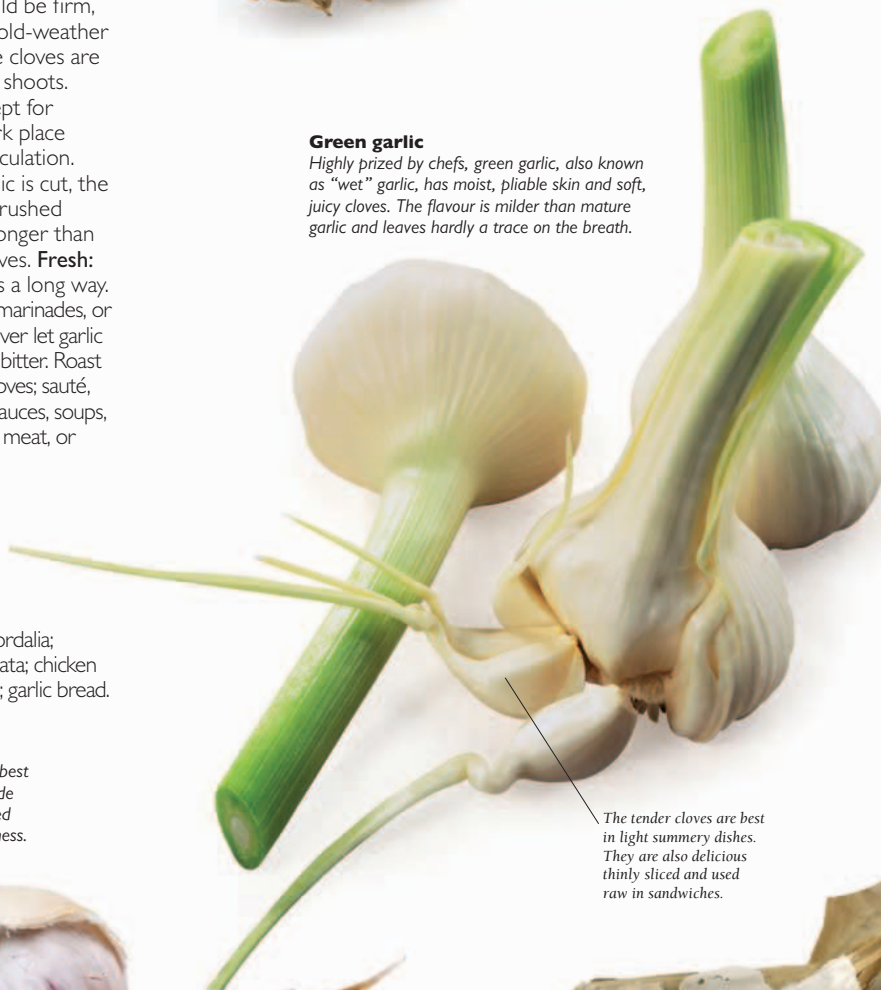 ld be firm,
old-weather
e cloves are
shoots.
ept for
rk place
culation.
ic is cut, the
rushed
onger than
ves. Fresh:
s a long way.
marinades, or
ver let garlic
bitter. Roast
oves; sauté,
auces, soups,
meat, or
ordalia;
ata; chicken
; garlic bread.
best
de
ed
ness.
Green garlic
Highly prized by chefs, green garlic, also known
as “wet” garlic, has moist, pliable skin and soft,
juicy cloves. The flavour is milder than mature
garlic and leaves hardly a trace on the breath.
The tender cloves are best
in light summery dishes.
They are also delicious
thinly sliced and used
raw in sandwiches.